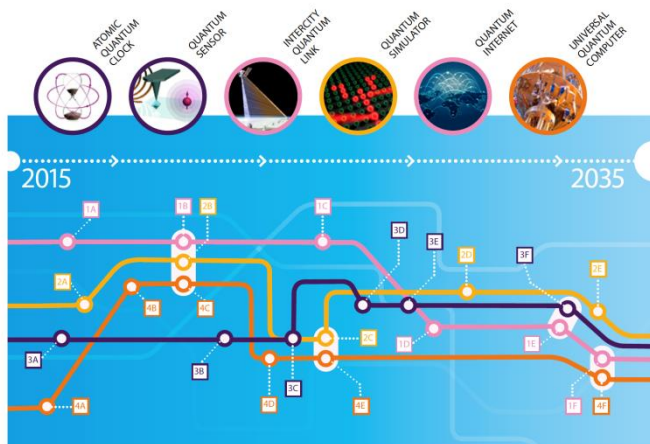 ATOMIC
QUANTUM
CLOCK
QUANTUM
SENSOR
INTERCITY
QUANTUM
LINK
QUANTUM
SIMULATOR
QUANTUM
INTERNET
UNIVERSAL
QUANTUM
COMPUTER
2015
2035
1A
1B
2B
1C
3D
3E
2D
3F
2E
2A
4B
4C
3A
3B
3C
2C
1D
1E
4A
4D
4E
1F
4F